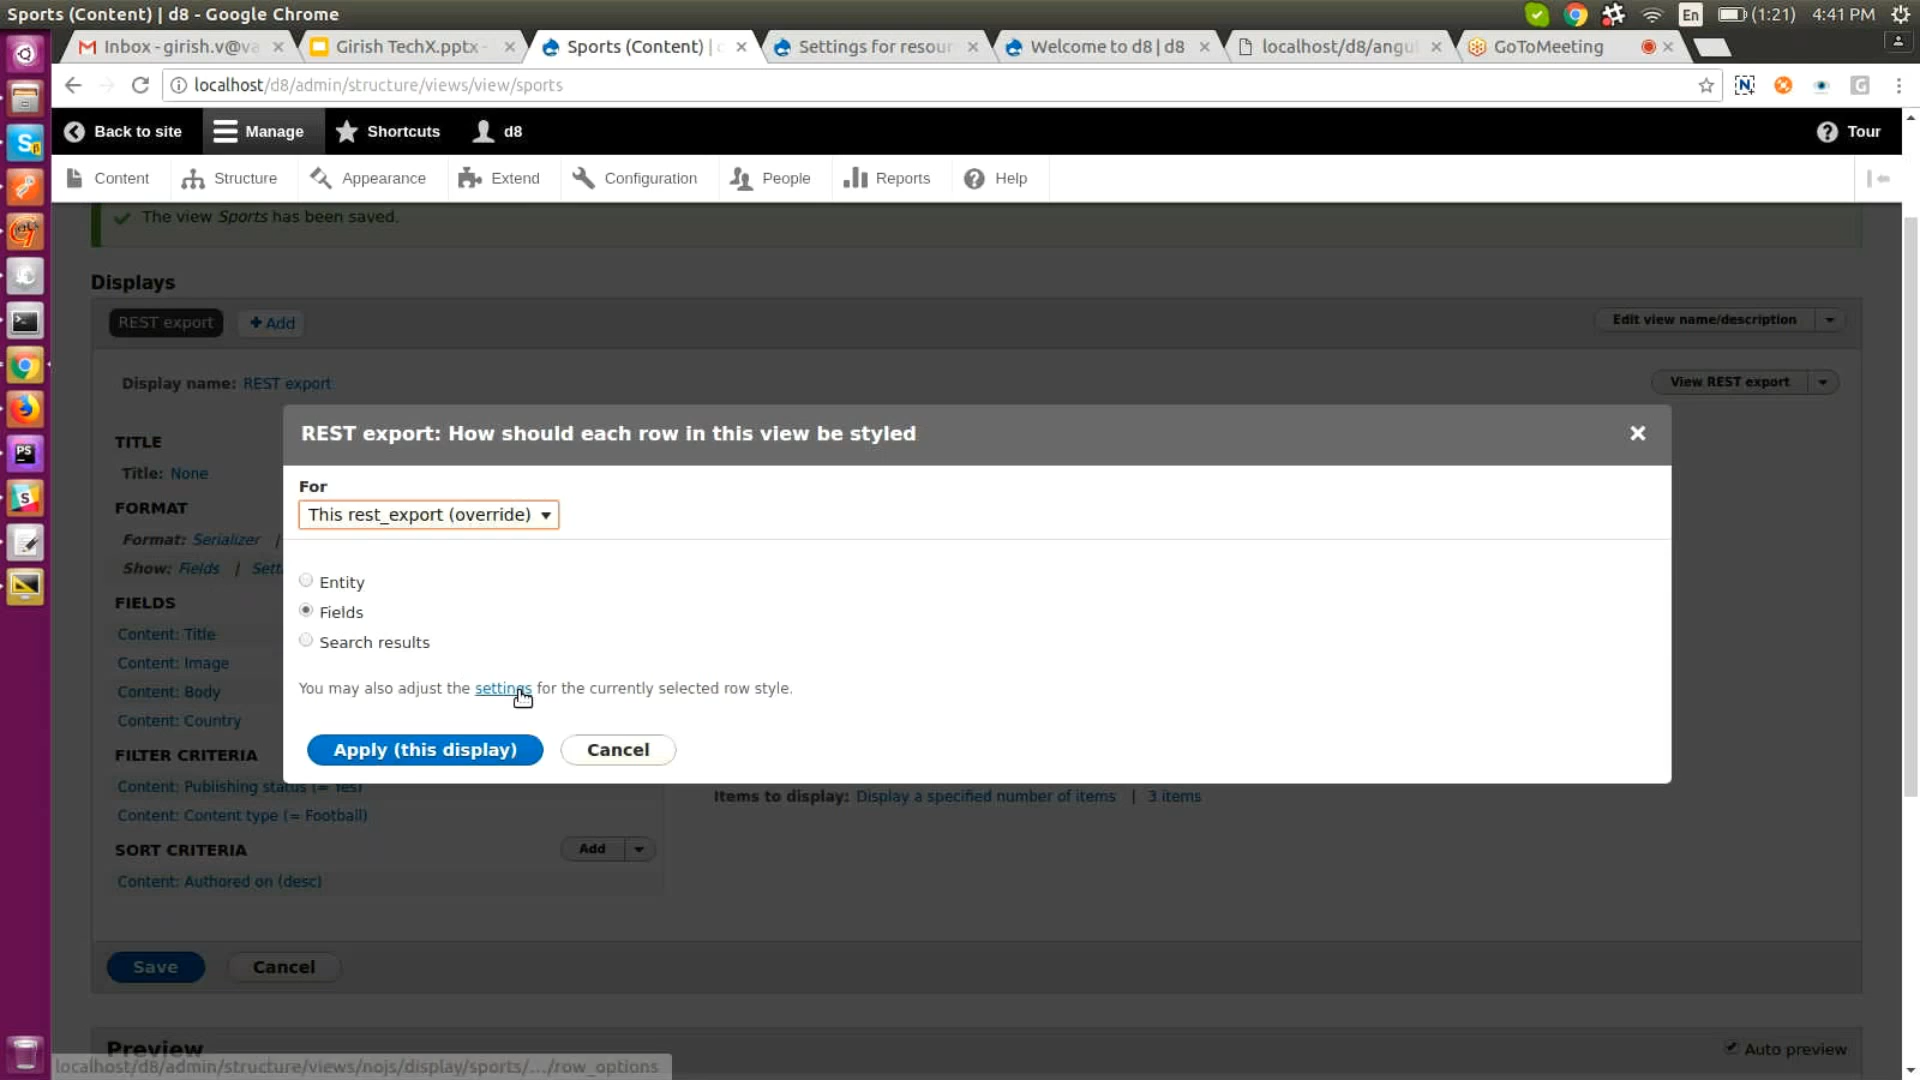 Sports (Content) | d8 - Google Chrome
En (1:21) 4:41 PM
Inbox - girish.v@va
Girish TechX.pptx -
Sports (Content) |
Settings for resour
Welcome to d8 | d8
localhost/d8/angul
GoToMeeting
localhost/d8/admin/structure/views/view/sports
Back to site
Manage
Shortcuts
d8
Tour
Content
Structure
Appearance
Extend
Configuration
People
Reports
Help
The view Sports has been saved.
Displays
REST export
Add
Edit view name/description
Display name: REST export
View REST export
REST export: How should each row in this view be styled
TITLE
Title: None
FORMAT
Format: Serializer |
Show: Fields | Sett
FIELDS
Content: Title
Content: Image
Content: Body
Content: Country
FILTER CRITERIA
Content: Publishing status (= Yes)
Content: Content type (= Football)
SORT CRITERIA
Add
Content: Authored on (desc)
For
This rest_export (override)
Entity
Fields
Search results
You may also adjust the settings for the currently selected row style.
Apply (this display)
Cancel
Items to display: Display a specified number of items | 3 items
Save
Cancel
Preview
Auto preview
localhost/d8/admin/structure/views/nojs/display/sports/.../row_options